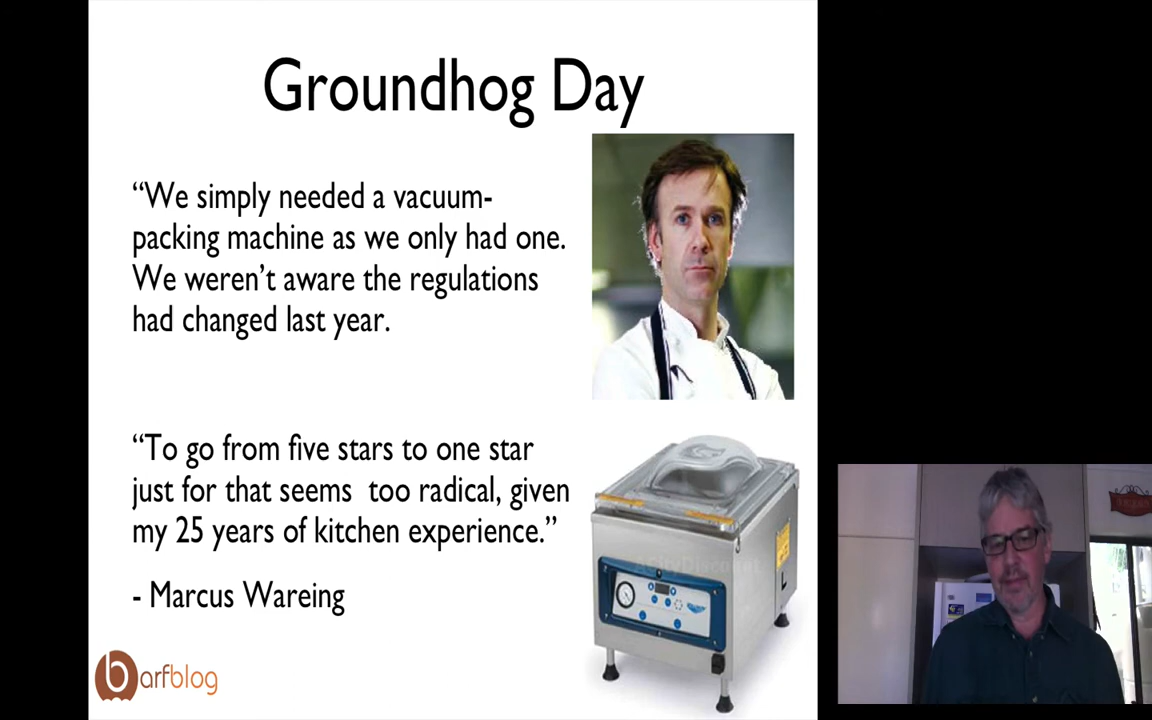 Groundhog Day
“We simply needed a vacuum-
packing machine as we only had one.
We weren’t aware the regulations
had changed last year.
“To go from five stars to one star
just for that seems  too radical, given
my 25 years of kitchen experience.”
- Marcus Wareing
barfblog